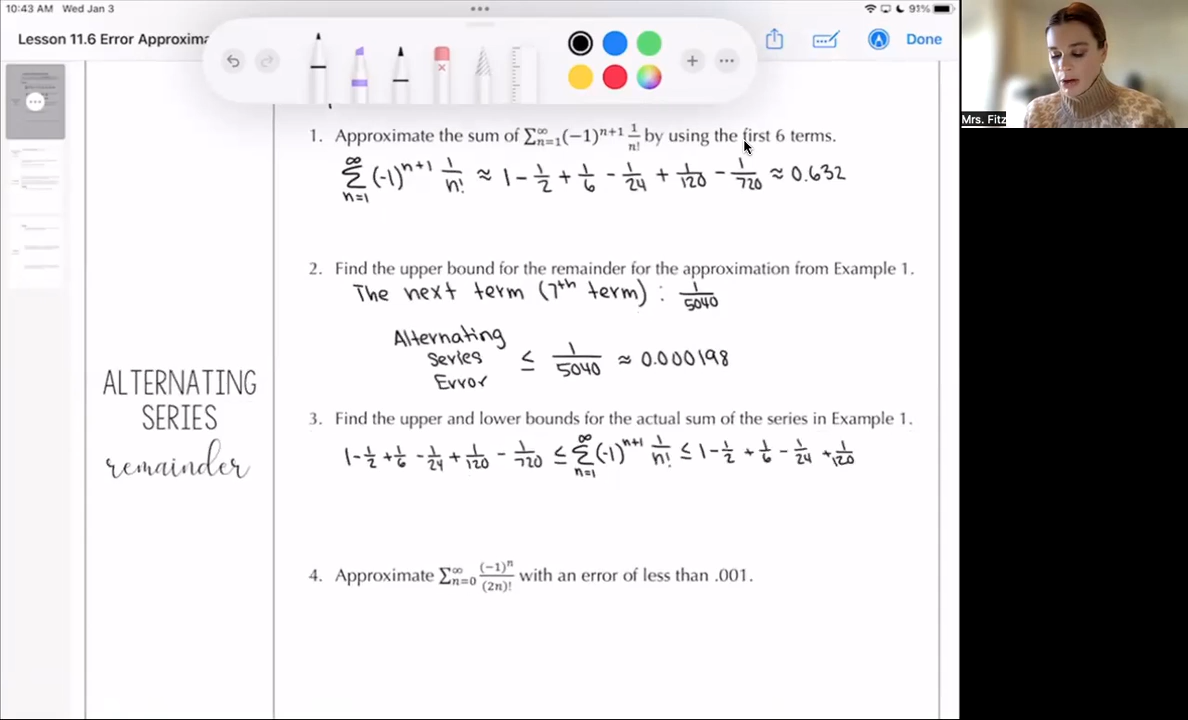 10:43 AM Wed Jan 3
91%
Lesson 11.6 Error Approxima
Done
Mrs. Fitz
1. Approximate the sum of ∑_{n=1}^{∞}(−1)^{n+1} 1/n! by using the first 6 terms.
∑_{n=1}^{∞} (-1)^{n+1} 1/n! ≈ 1 - 1/2 + 1/6 - 1/24 + 1/120 - 1/720 ≈ 0.632
2. Find the upper bound for the remainder for the approximation from Example 1.
The next term (7th term) : 1/5040
Alternating
Series ≤ 1/5040 ≈ 0.000198
Error
ALTERNATING
SERIES
remainder
3. Find the upper and lower bounds for the actual sum of the series in Example 1.
1 - 1/2 + 1/6 - 1/24 + 1/120 - 1/720 ≤ ∑_{n=1}^{∞} (-1)^{n+1} 1/n! ≤ 1 - 1/2 + 1/6 - 1/24 + 1/120
4. Approximate ∑_{n=0}^{∞} (−1)^n/(2n)! with an error of less than .001.